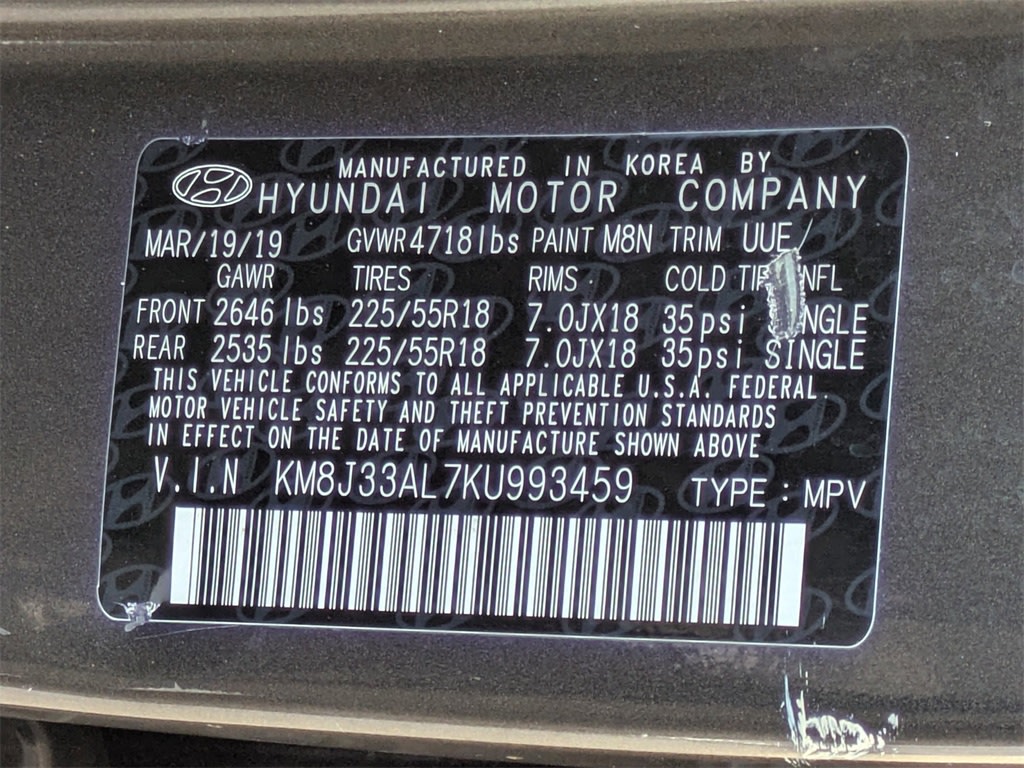 MANUFACTURED IN KOREA BY
HYUNDAI MOTOR COMPANY
MAR/19/19 GVWR 4718lbs PAINT M8N TRIM UUE/
GAWR TIRES RIMS COLD INFL
FRONT 2646 lbs 225/55R18 7.0JX18 35psi
REAR 2535 lbs 225/55R18 7.0JX18 35psi SINGLE
THIS VEHICLE CONFORMS TO ALL APPLICABLE U.S.A. FEDERAL
MOTOR VEHICLE SAFETY AND THEFT PREVENTION STANDARDS
IN EFFECT ON THE DATE OF MANUFACTURE SHOWN ABOVE
V.I.N KM8J33AL7KU993459 TYPE : MPV